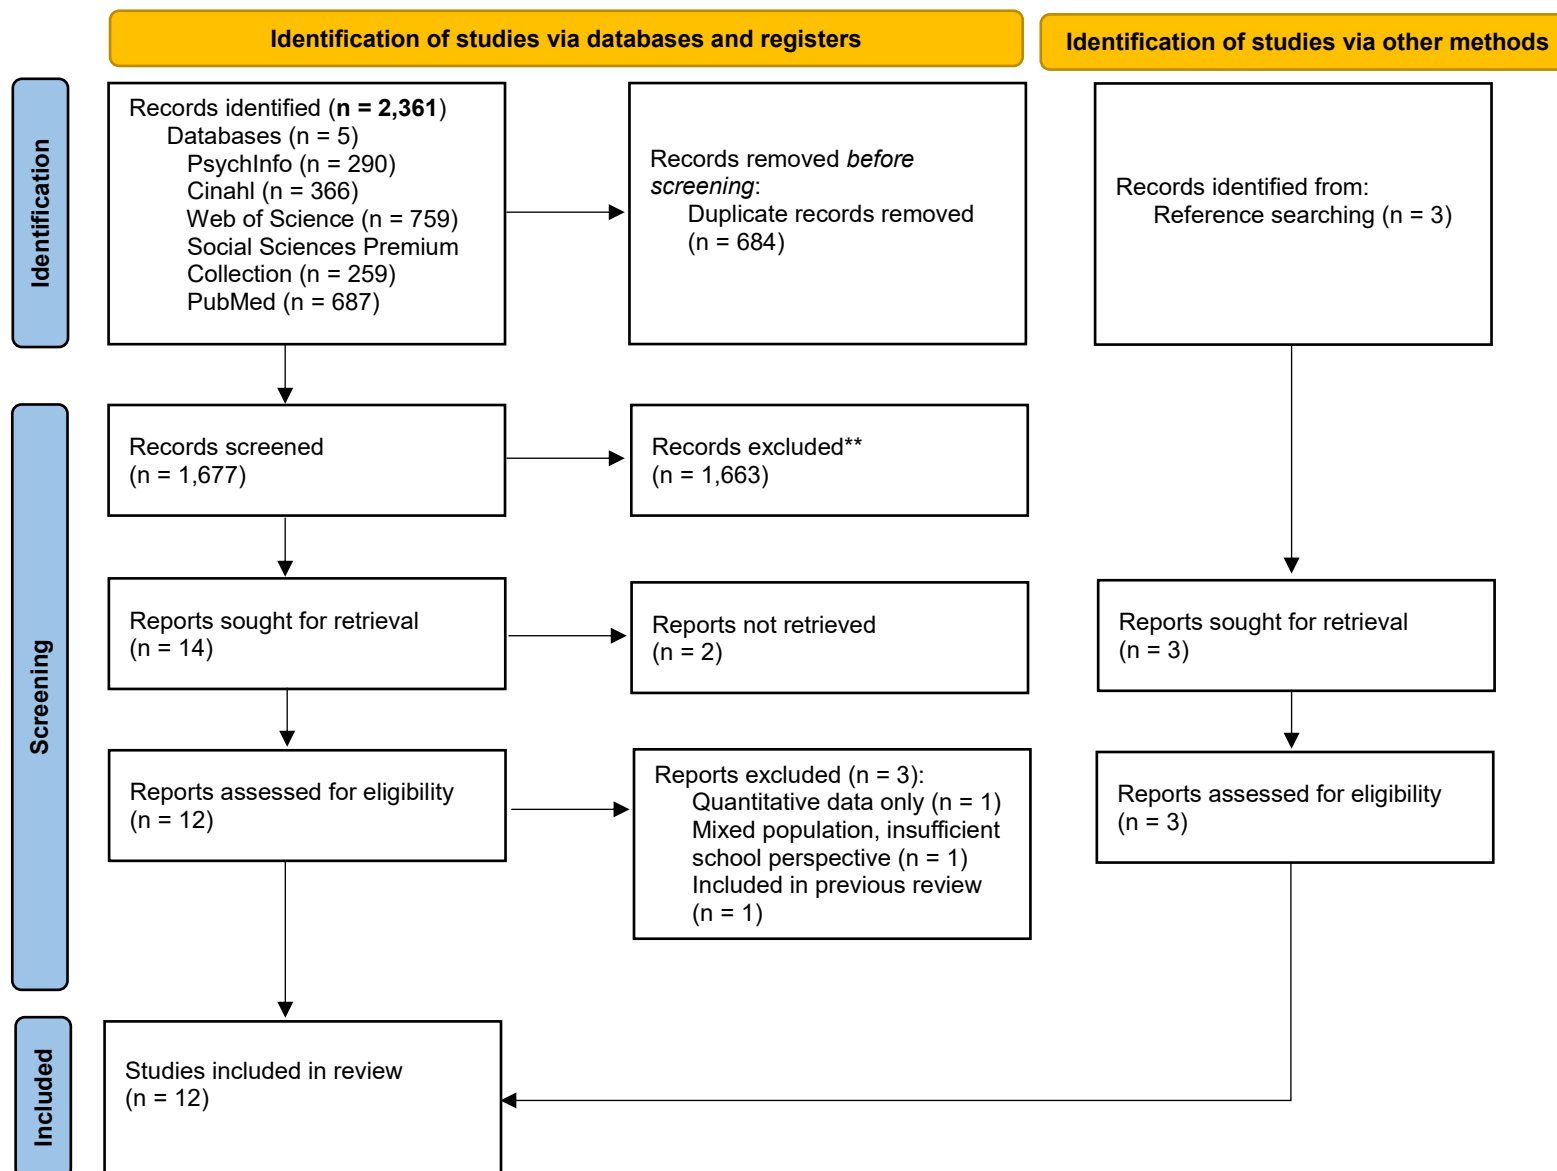 Identification of studies via databases and registers
Identification of studies via other methods
Identification
Records identified (n = 2,361)
Databases (n = 5)
PsychInfo (n = 290)
Cinahl (n = 366)
Web of Science (n = 759)
Social Sciences Premium
Collection (n = 259)
PubMed (n = 687)
Records removed before
screening:
Duplicate records removed
(n = 684)
Records identified from:
Reference searching (n = 3)
Screening
Records screened
(n = 1,677)
Records excluded**
(n = 1,663)
Reports sought for retrieval
(n = 14)
Reports not retrieved
(n = 2)
Reports sought for retrieval
(n = 3)
Reports assessed for eligibility
(n = 12)
Reports excluded (n = 3):
Quantitative data only (n = 1)
Mixed population, insufficient
school perspective (n = 1)
Included in previous review
(n = 1)
Reports assessed for eligibility
(n = 3)
Included
Studies included in review
(n = 12)